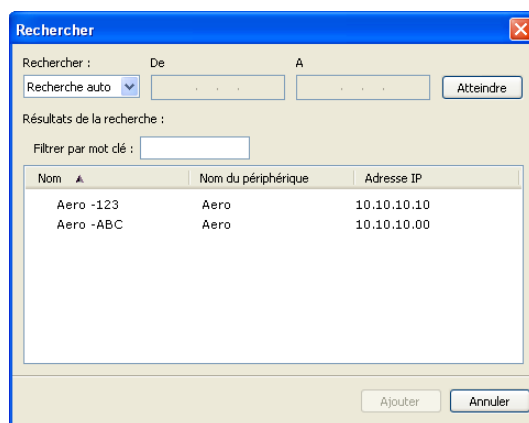 Rechercher
Rechercher : De A
Recherche auto . . . . . . Atteindre
Résultats de la recherche :
Filtrer par mot clé :
Nom Nom du périphérique Adresse IP
Aero -123 Aero 10.10.10.10
Aero -ABC Aero 10.10.10.00
Ajouter Annuler